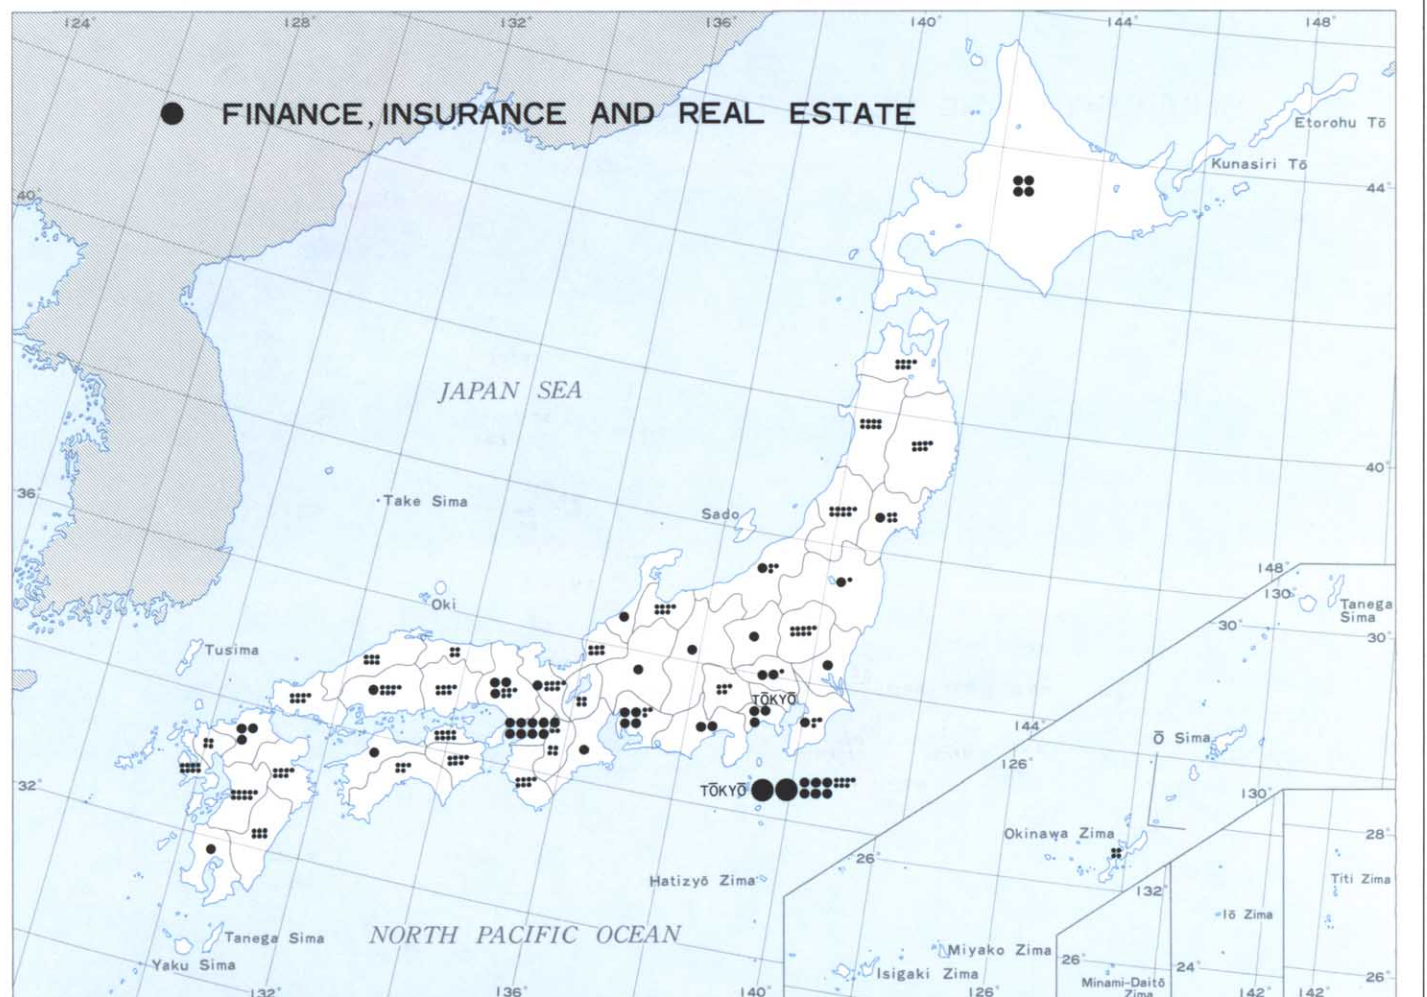 124° 128° 132° 136° 140° 144° 148°
● FINANCE, INSURANCE AND REAL ESTATE
Etorohu Tō
Kunasiri Tō
44°
40°
JAPAN SEA
40°
36°
Take Sima
Sado
148°
130°
Tanega
Sima
Oki
30°
30°
Tusima
TŌKYŌ
144°
Ō Sima
126°
32°
TŌKYŌ
130°
Okinawa Zima
28°
26°
Hatizyō Zima
132°
Titi Zima
Iō Zima
Tanega Sima
NORTH PACIFIC OCEAN
Miyako Zima
26°
Yaku Sima
Isigaki Zima
24°
26°
Minami-Daitō
Zima
132° 136° 140° 126° 142° 142°